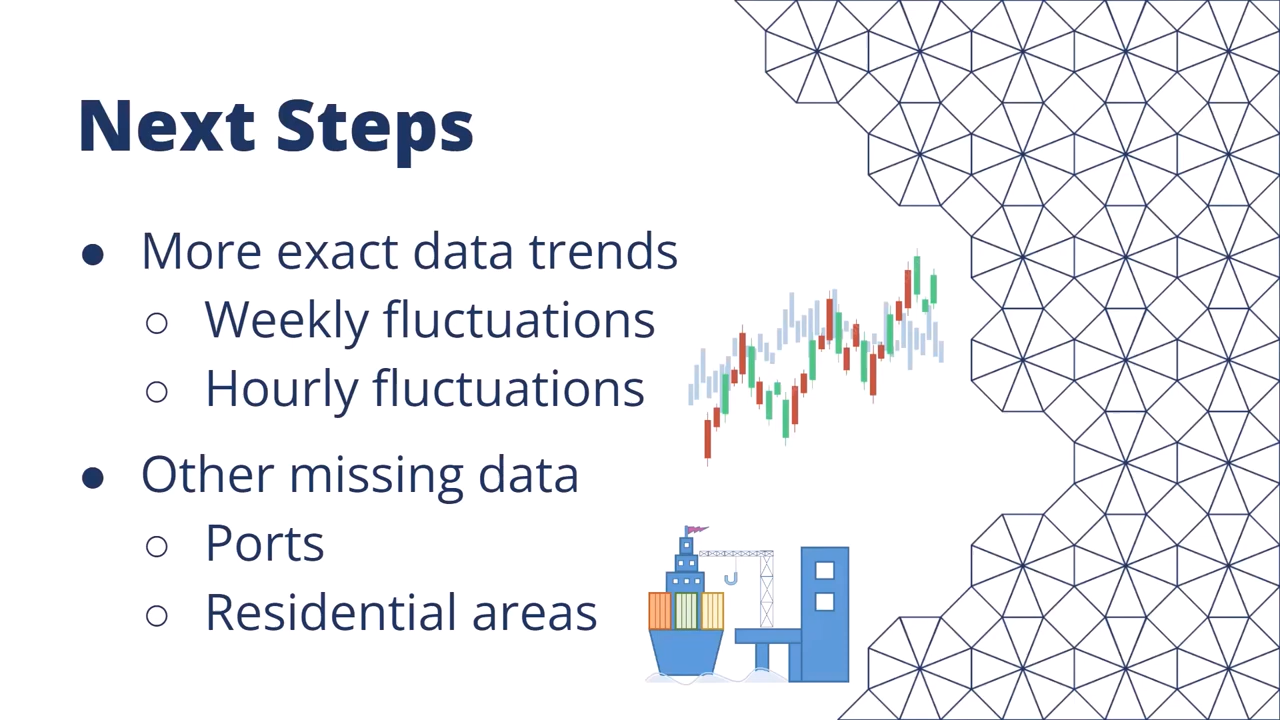 Next Steps
● More exact data trends
○ Weekly fluctuations
○ Hourly fluctuations
● Other missing data
○ Ports
○ Residential areas